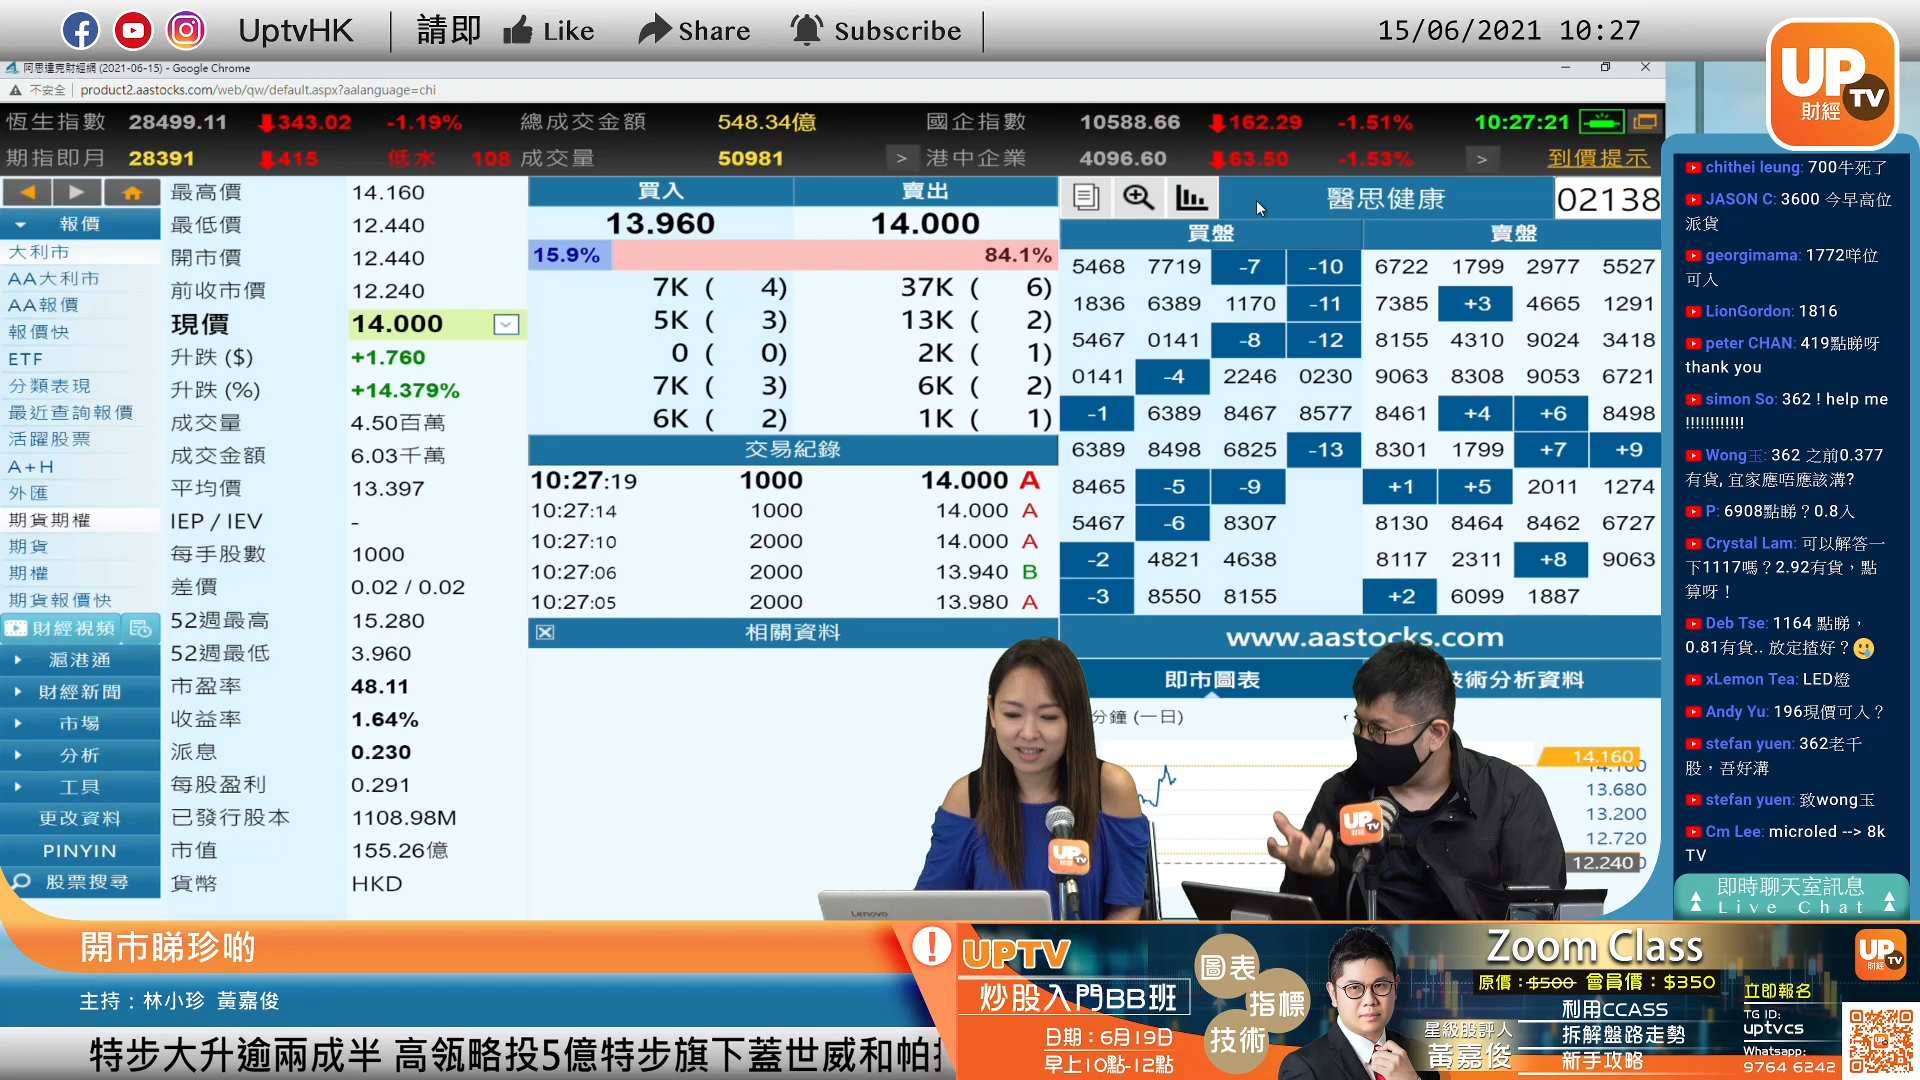 UptvHK 請即 Like Share Subscribe 15/06/2021 10:27
UP TV 財經
阿思達克財經網 (2021-06-15) - Google Chrome
不安全 | product2.aastocks.com/web/qw/default.aspx?aalanguage=chi
恆生指數 28499.11 343.02 -1.19% 總成交金額 548.34億 國企指數 10588.66 162.29 -1.51% 10:27:21
期指即月 28391 415 低水 108 成交量 50981 > 港中企業 4096.60 63.50 -1.53% > 到價提示
報價
大利市
AA大利市
AA報價
報價快
ETF
分類表現
最近查詢報價
活躍股票
A+H
外匯
期貨期權
期貨
期權
期貨報價快
財經視頻
滬港通
財經新聞
市場
分析
工具
更改資料
PINYIN
股票搜尋
最高價 14.160
最低價 12.440
開市價 12.440
前收市價 12.240
現價 14.000
升跌 ($) +1.760
升跌 (%) +14.379%
成交量 4.50百萬
成交金額 6.03千萬
平均價 13.397
IEP / IEV -
每手股數 1000
差價 0.02 / 0.02
52週最高 15.280
52週最低 3.960
市盈率 48.11
收益率 1.64%
派息 0.230
每股盈利 0.291
已發行股本 1108.98M
市值 155.26億
貨幣 HKD
買入 賣出
13.960 14.000
15.9% 84.1%
7K ( 4) 37K ( 6)
5K ( 3) 13K ( 2)
0 ( 0) 2K ( 1)
7K ( 3) 6K ( 2)
6K ( 2) 1K ( 1)
交易紀錄
10:27:19 1000 14.000 A
10:27:14 1000 14.000 A
10:27:10 2000 14.000 A
10:27:06 2000 13.940 B
10:27:05 2000 13.980 A
相關資料
醫思健康 02138
買盤 賣盤
5468 7719 -7 -10 6722 1799 2977 5527
1836 6389 1170 -11 7385 +3 4665 1291
5467 0141 -8 -12 8155 4310 9024 3418
0141 -4 2246 0230 9063 8308 9053 6721
-1 6389 8467 8577 8461 +4 +6 8498
6389 8498 6825 -13 8301 1799 +7 +9
8465 -5 -9 +1 +5 2011 1274
5467 -6 8307 8130 8464 8462 6727
-2 4821 4638 8117 2311 +8 9063
-3 8550 8155 +2 6099 1887
www.aastocks.com
即市圖表 技術分析資料
分鐘 (一日)
14.160
13.680
13.200
12.720
12.240
UP TV 財經
UP TV 財經
Lenovo
chithei leung: 700牛死了
JASON C: 3600 今早高位
派貨
georgimama: 1772咩位
可入
LionGordon: 1816
peter CHAN: 419點睇呀
thank you
simon So: 362 ! help me
!!!!!!!!!!!!
Wong玉: 362 之前0.377
有貨, 宜家應唔應該溝?
P: 6908點睇？0.8入
Crystal Lam: 可以解答一
下1117嗎？2.92有貨，點
算呀！
Deb Tse: 1164 點睇，
0.81有貨.. 放定揸好？
xLemon Tea: LED燈
Andy Yu: 196現價可入？
stefan yuen: 362老千
股，吾好溝
stefan yuen: 致wong玉
Cm Lee: microled --> 8k
TV
即時聊天室訊息
Live Chat
開市睇珍啲
主持：林小珍 黃嘉俊
特步大升逾兩成半 高瓴略投5億特步旗下蓋世威和帕
UPTV
炒股入門BB班
日期：6月19日
早上10點-12點
圖表
指標
技術
Zoom Class
原價：$500 會員價：$350
星級股評人
黃嘉俊
利用CCASS
拆解盤路走勢
新手攻略
UP TV 財經
立即報名
TG ID:
uptvcs
Whatsapp:
9764 6242